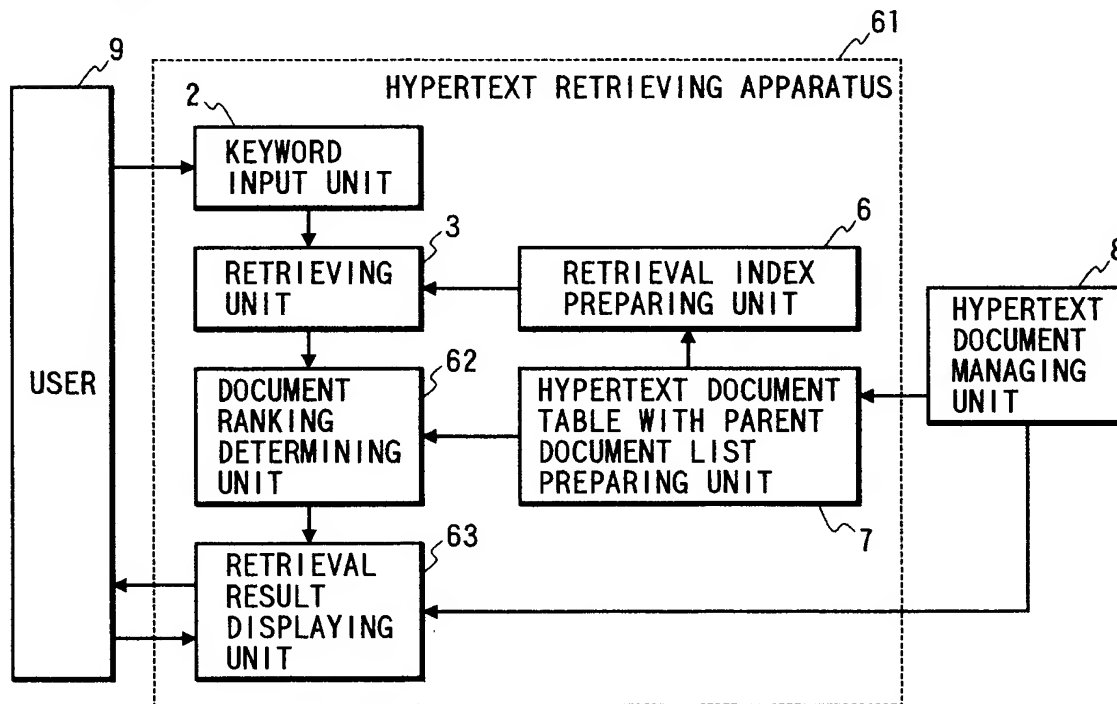 61
9
HYPERTEXT RETRIEVING APPARATUS
2
KEYWORD
INPUT UNIT
3
RETRIEVING
UNIT
6
RETRIEVAL INDEX
PREPARING UNIT
8
HYPERTEXT
DOCUMENT
MANAGING
UNIT
USER
62
DOCUMENT
RANKING
DETERMINING
UNIT
HYPERTEXT DOCUMENT
TABLE WITH PARENT
DOCUMENT LIST
PREPARING UNIT
7
63
RETRIEVAL
RESULT
DISPLAYING
UNIT